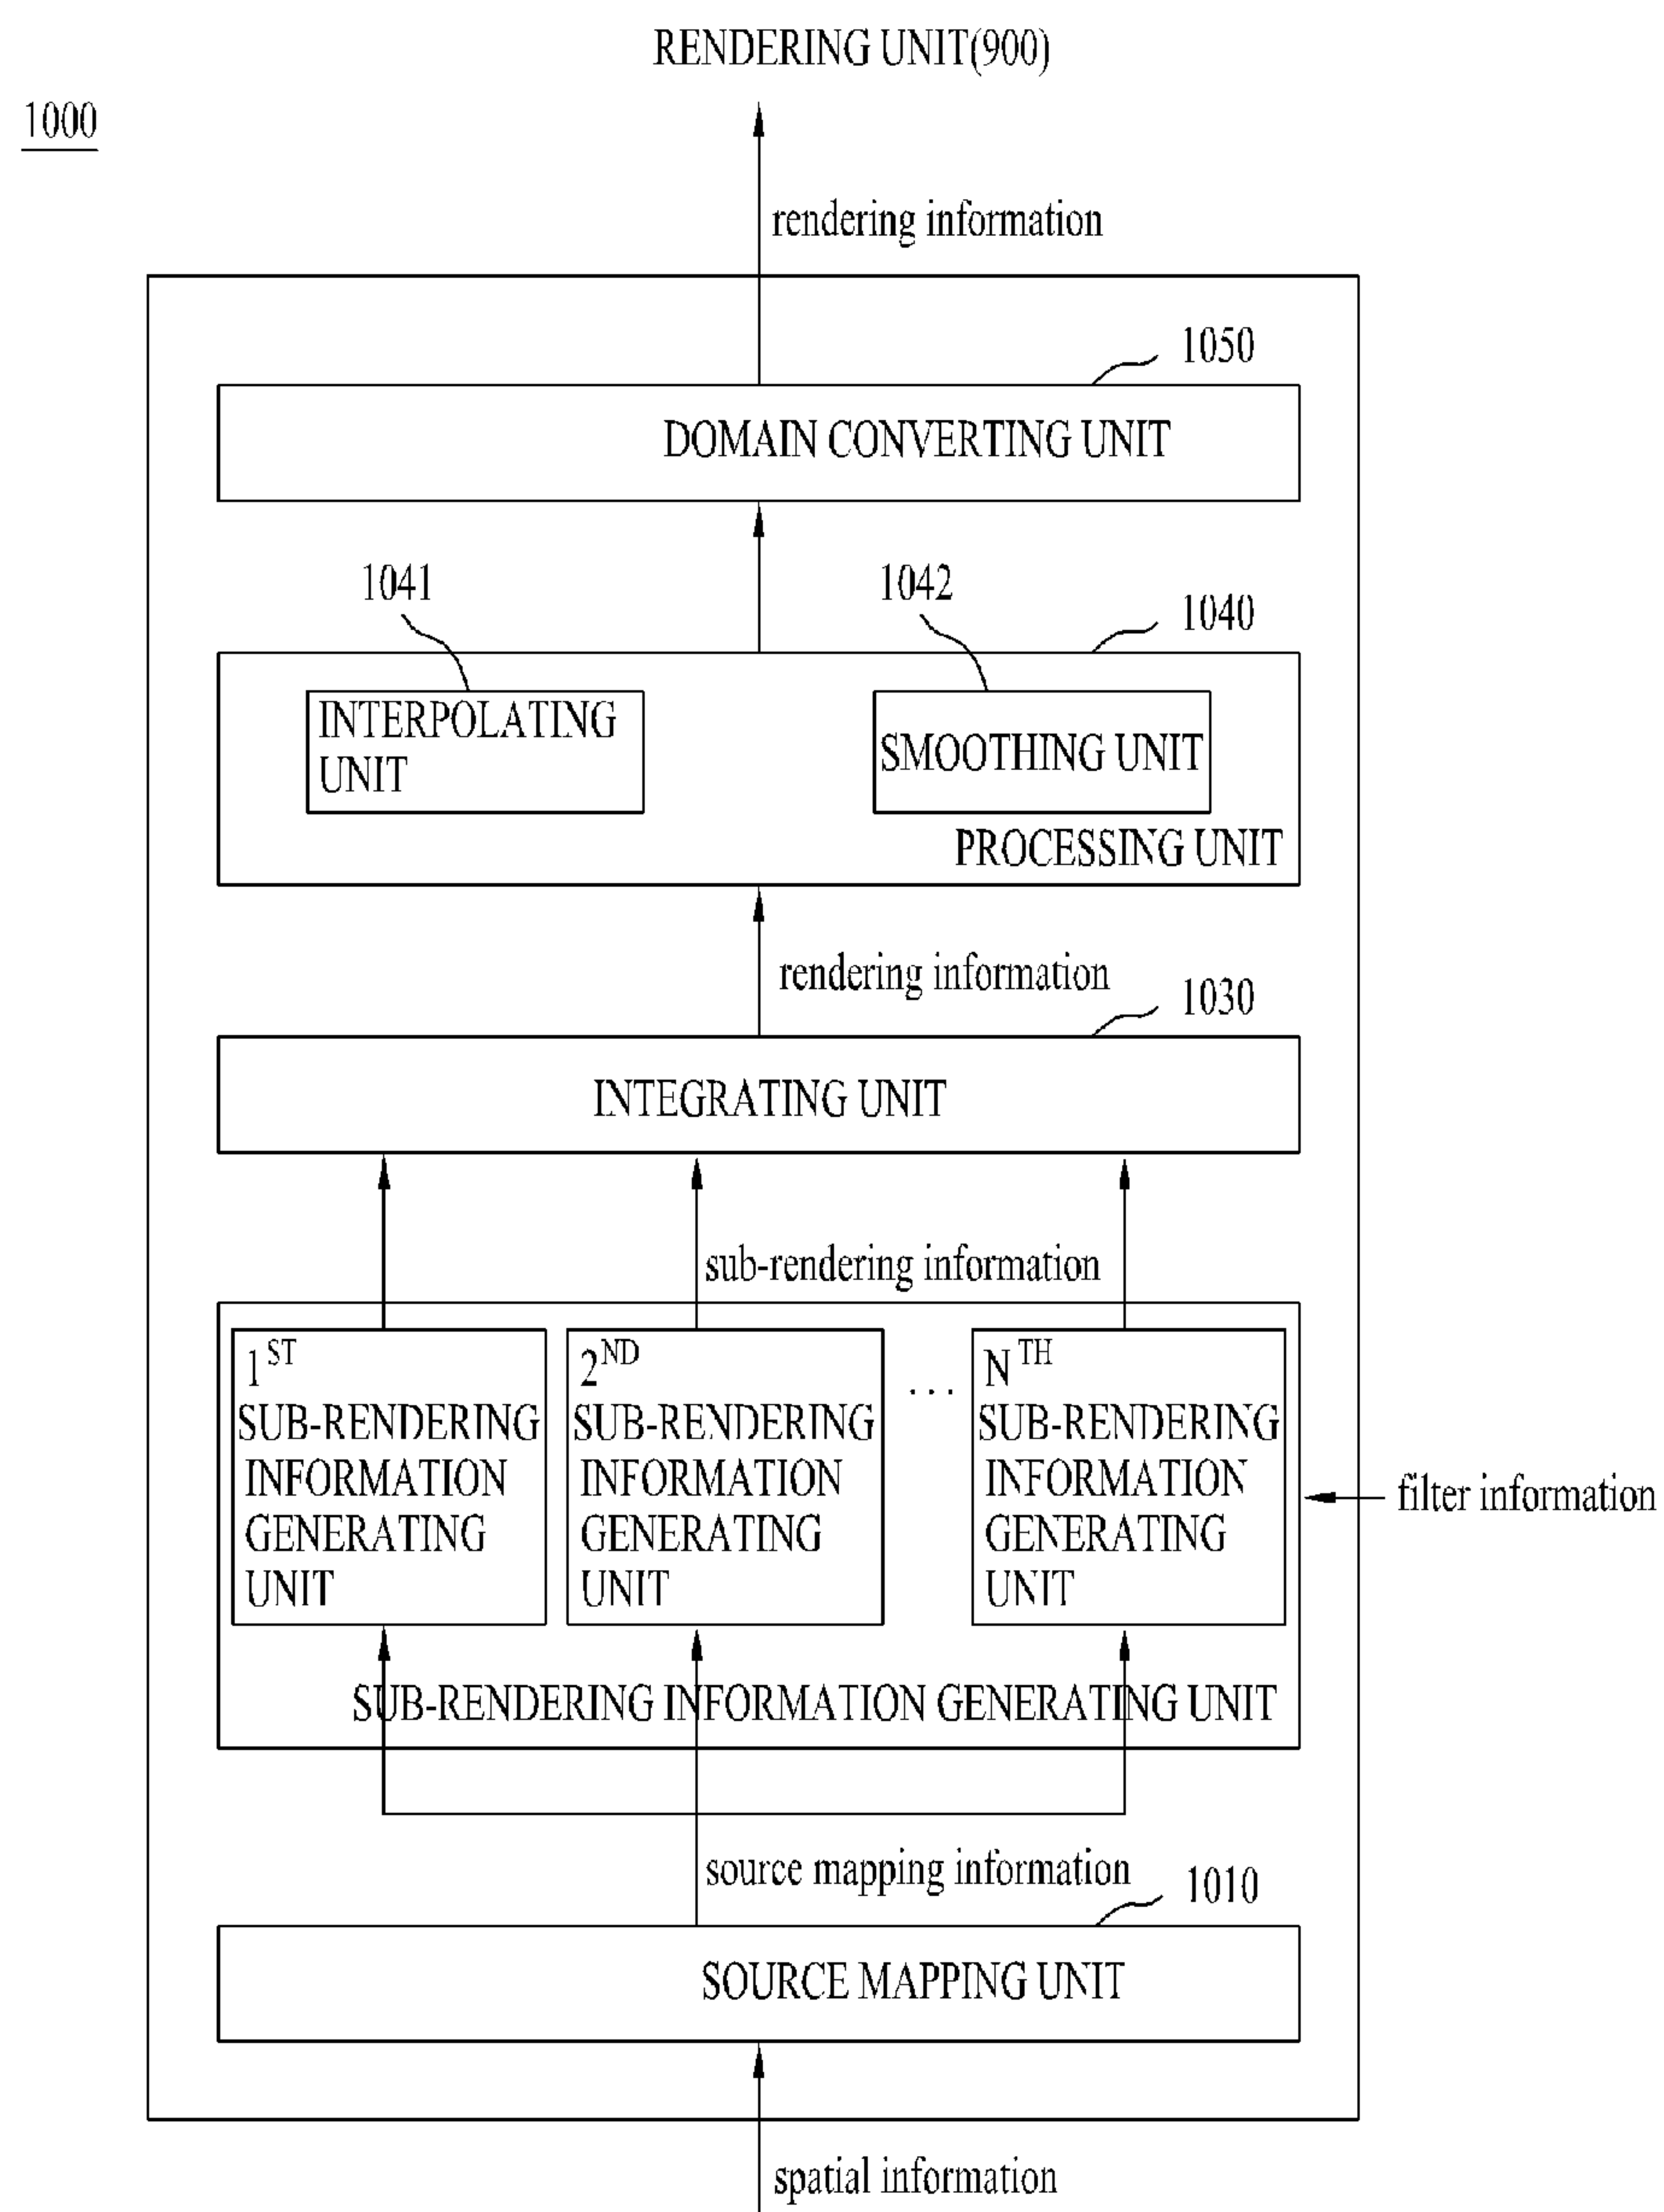 RENDERING UNIT(900)
1000
rendering information
1050
DOMAIN CONVERTING UNIT
1041
1042
1040
INTERPOLATING
UNIT
SMOOTHING UNIT
PROCESSING UNIT
rendering information
1030
INTEGRATING UNIT
sub-rendering information
1ST
SUB-RENDERING
INFORMATION
GENERATING
UNIT
2ND
SUB-RENDERING
INFORMATION
GENERATING
UNIT
...
NTH
SUB-RENDERING
INFORMATION
GENERATING
UNIT
filter information
SUB-RENDERING INFORMATION GENERATING UNIT
source mapping information
1010
SOURCE MAPPING UNIT
spatial information